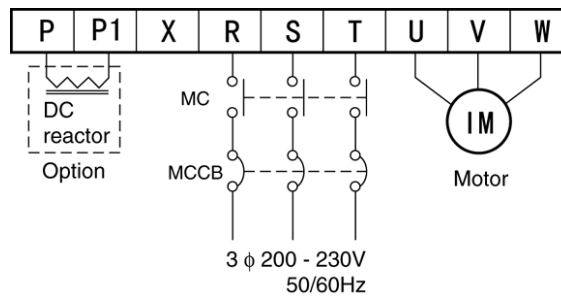 P P1 X R S T U V W
MC
DC
reactor
IM
Option
MCCB
Motor
3 ϕ 200 - 230V
50/60Hz